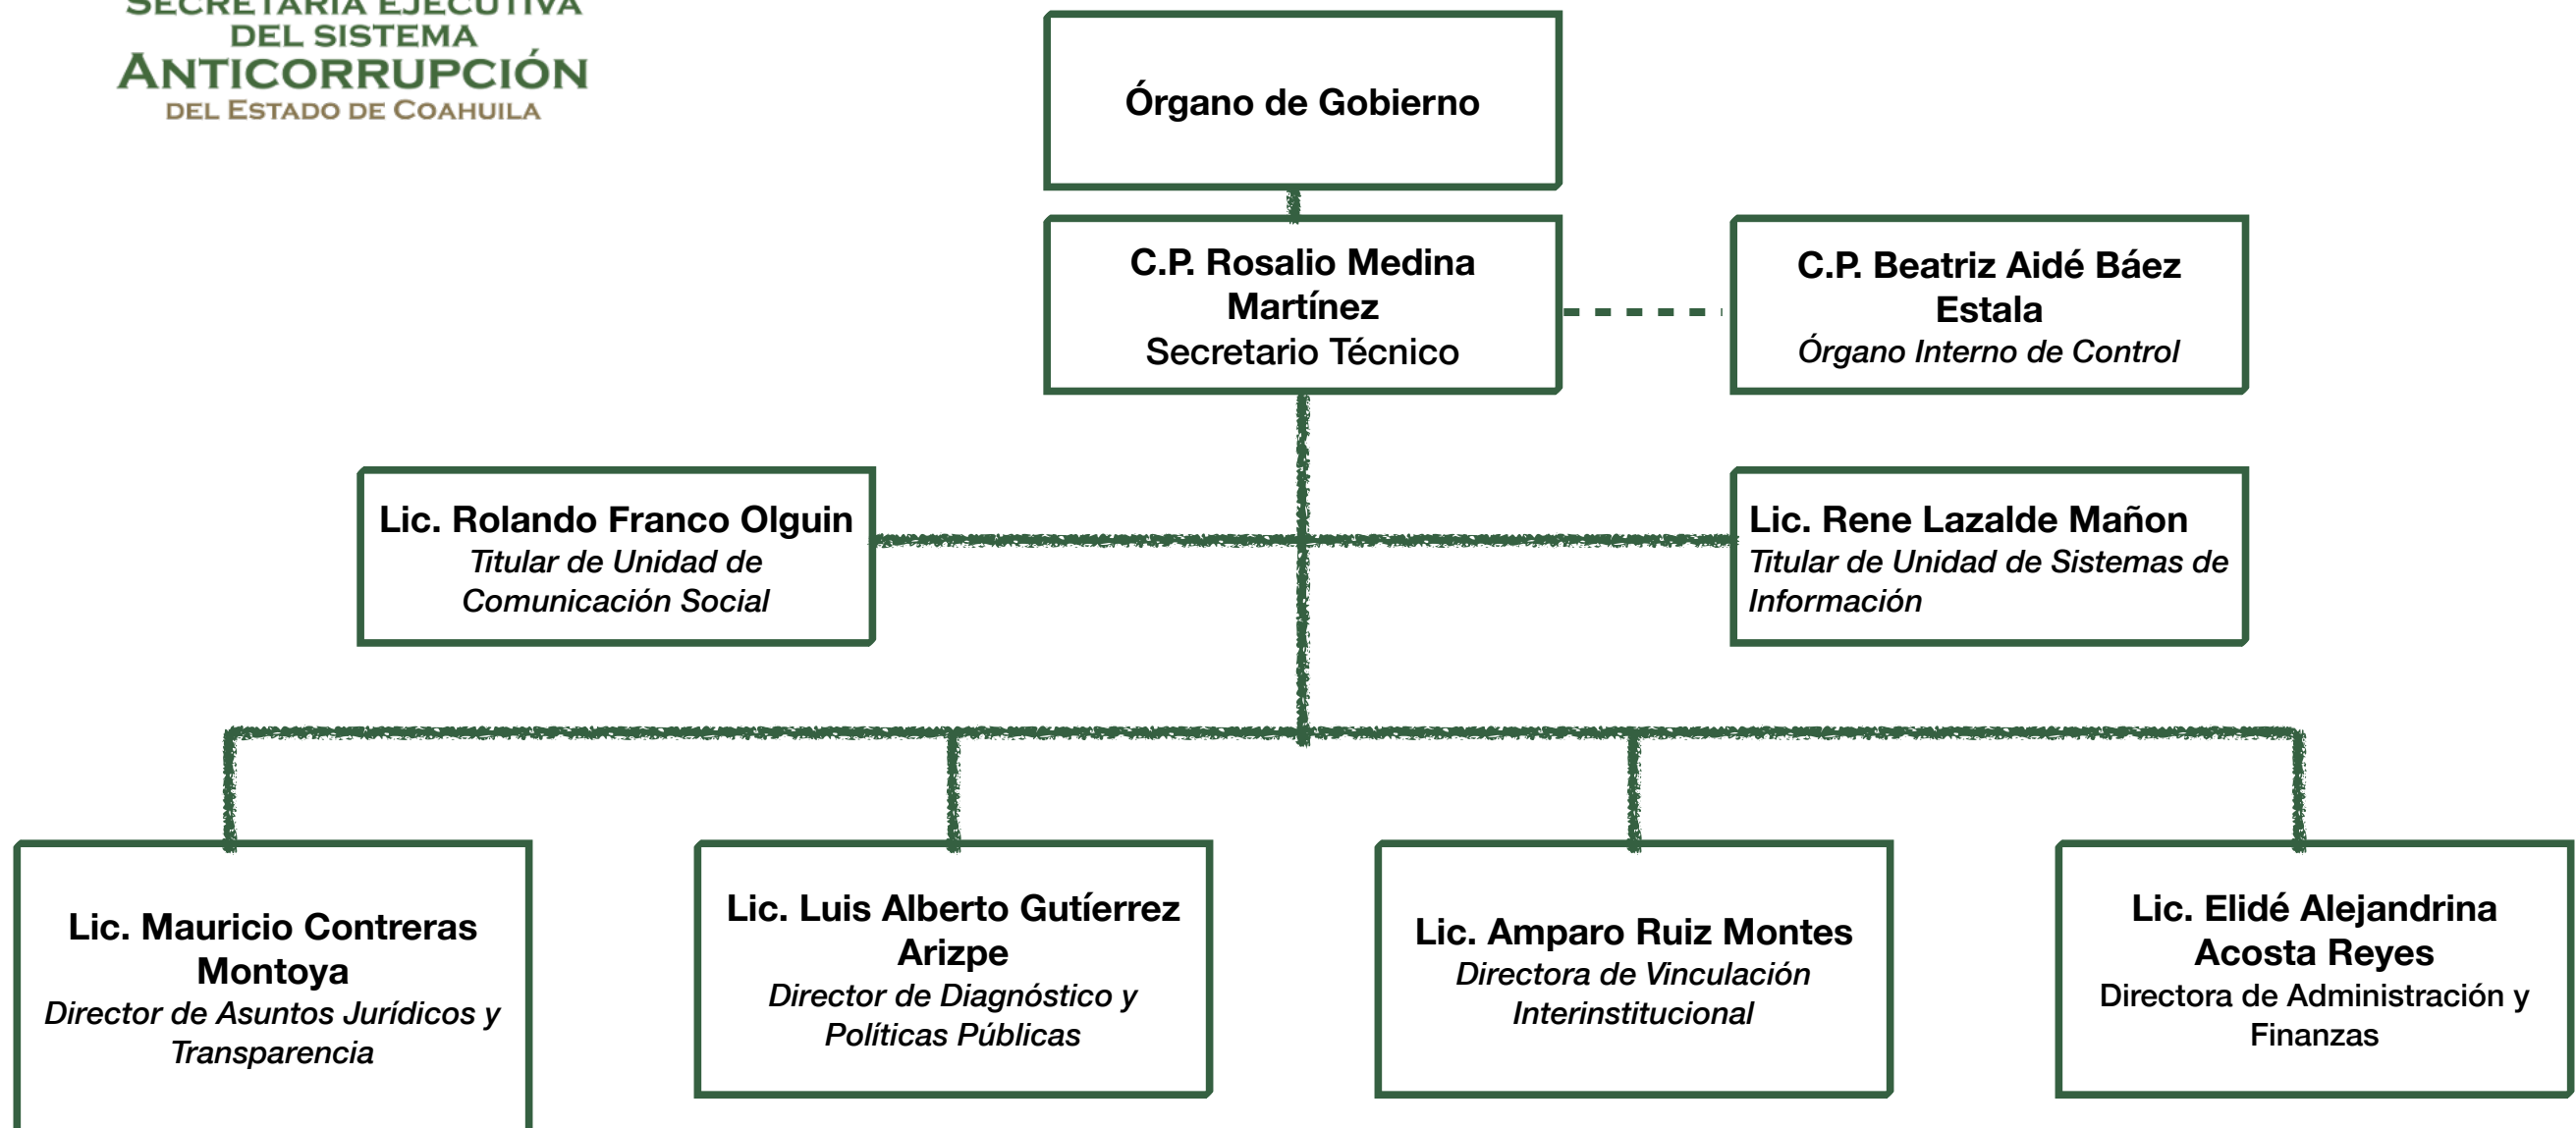 SECRETARÍA EJECUTIVA
DEL SISTEMA
ANTICORRUPCIÓN
DEL ESTADO DE COAHUILA
Órgano de Gobierno
C.P. Rosalio Medina
Martínez
Secretario Técnico
C.P. Beatriz Aidé Báez
Estala
Órgano Interno de Control
Lic. Rolando Franco Olguin
Titular de Unidad de
Comunicación Social
Lic. Rene Lazalde Mañon
Titular de Unidad de Sistemas de
Información
Lic. Mauricio Contreras
Montoya
Director de Asuntos Jurídicos y
Transparencia
Lic. Luis Alberto Gutíerrez
Arizpe
Director de Diagnóstico y
Políticas Públicas
Lic. Amparo Ruiz Montes
Directora de Vinculación
Interinstitucional
Lic. Elidé Alejandrina
Acosta Reyes
Directora de Administración y
Finanzas